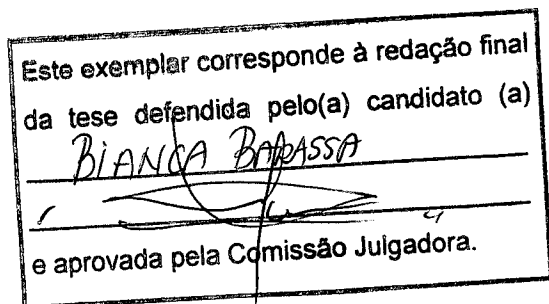 Este exemplar corresponde à redação final
da tese defendida pelo(a) candidato (a)
BIANCA BARASSA
e aprovada pela Comissão Julgadora.